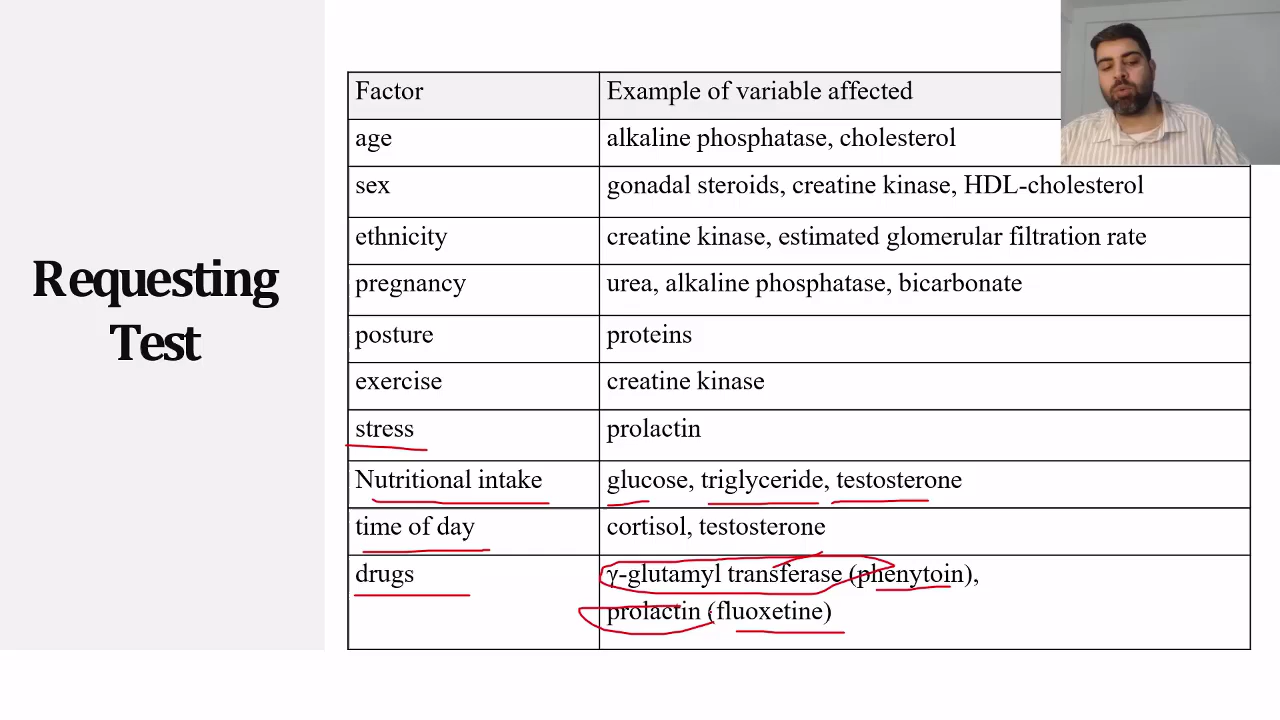 Requesting
Test
Factor Example of variable affected
age alkaline phosphatase, cholesterol
sex gonadal steroids, creatine kinase, HDL-cholesterol
ethnicity creatine kinase, estimated glomerular filtration rate
pregnancy urea, alkaline phosphatase, bicarbonate
posture proteins
exercise creatine kinase
stress prolactin
Nutritional intake glucose, triglyceride, testosterone
time of day cortisol, testosterone
drugs γ-glutamyl transferase (phenytoin),
prolactin (fluoxetine)